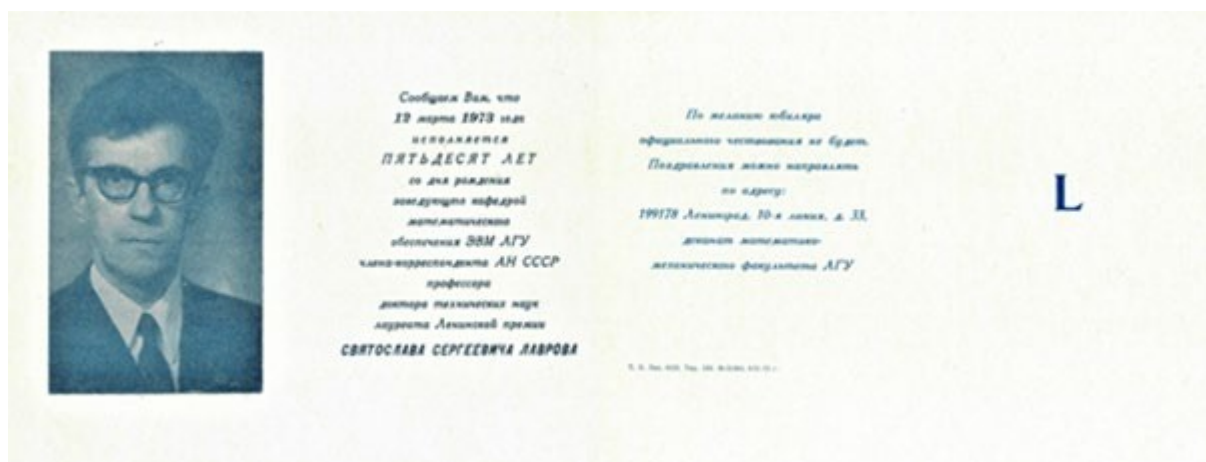 Сообщаем Вам, что
12 марта 1973 года
исполняется
ПЯТЬДЕСЯТ ЛЕТ
со дня рождения
заведующего кафедрой
математического
обеспечения ЭВМ ЛГУ
члена-корреспондента АН СССР
профессора
доктора технических наук
лауреата Ленинской премии
СВЯТОСЛАВА СЕРГЕЕВИЧА ЛАВРОВА
По желанию юбиляра
официального чествования не будет.
Поздравления можно направлять
по адресу:
199178 Ленинград, 10-я линия, д. 33,
деканат математико-
механического факультета ЛГУ
L